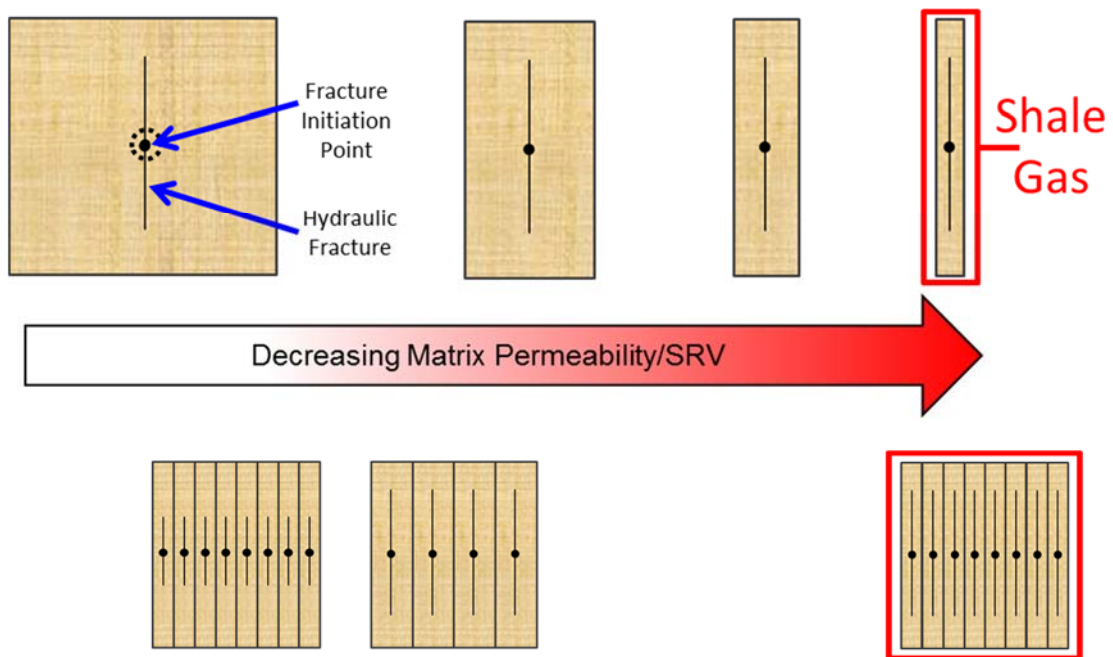 Fracture
Initiation
Point
Hydraulic
Fracture
Shale
Gas
Decreasing Matrix Permeability/SRV